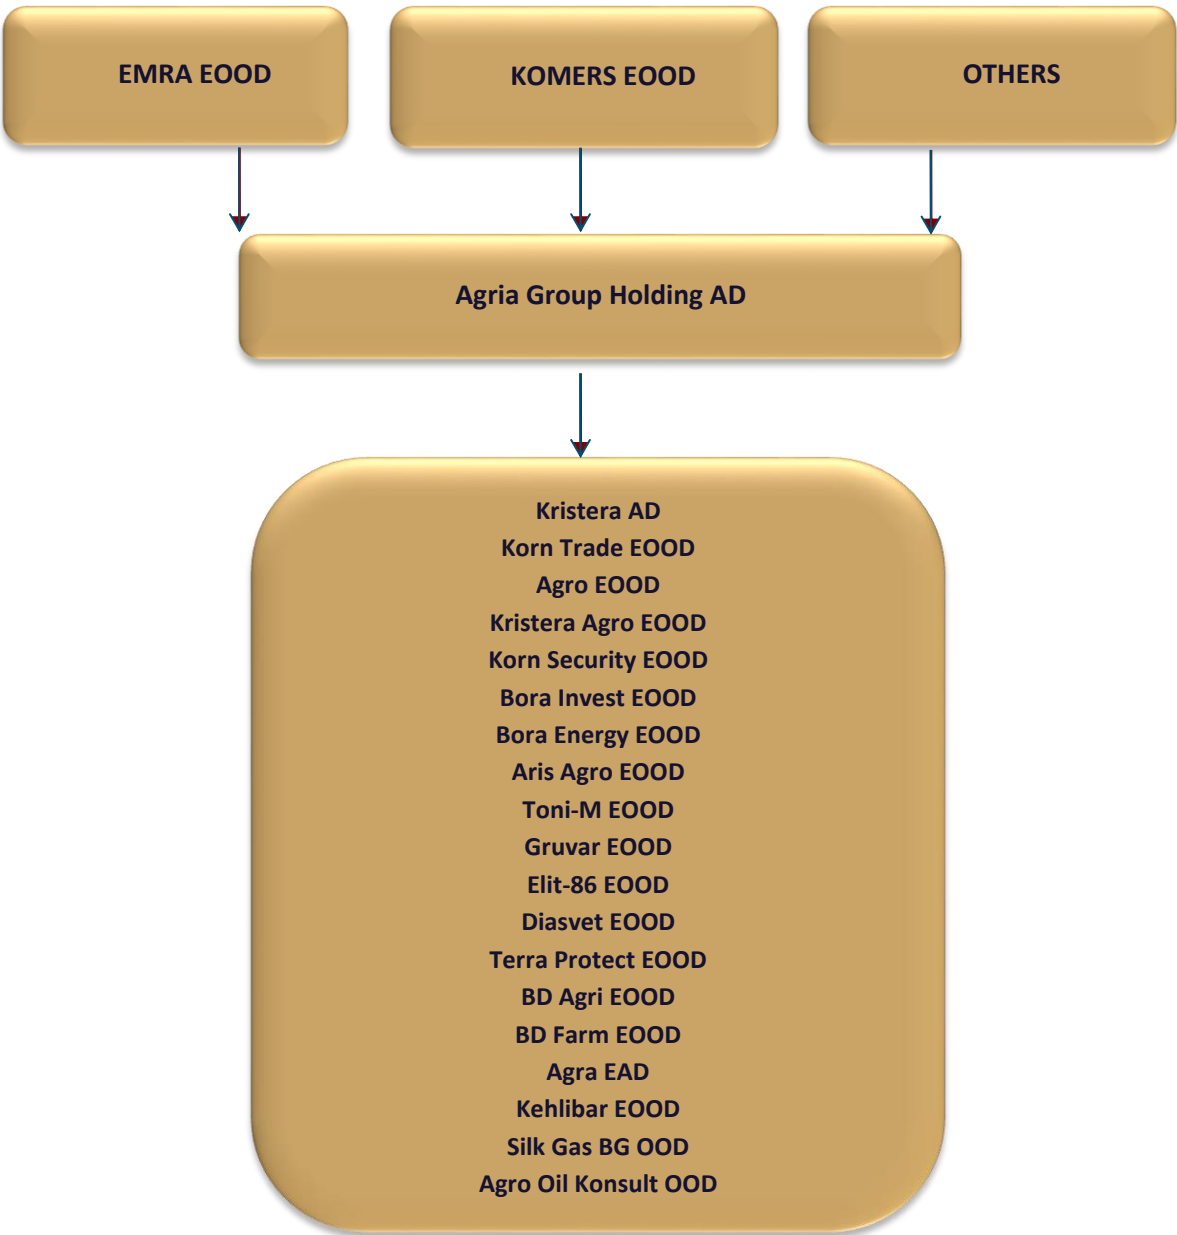 EMRA EOOD
KOMERS EOOD
OTHERS
Agria Group Holding AD
Kristera AD
Korn Trade EOOD
Agro EOOD
Kristera Agro EOOD
Korn Security EOOD
Bora Invest EOOD
Bora Energy EOOD
Aris Agro EOOD
Toni-M EOOD
Gruvar EOOD
Elit-86 EOOD
Diasvet EOOD
Terra Protect EOOD
BD Agri EOOD
BD Farm EOOD
Agra EAD
Kehlibar EOOD
Silk Gas BG OOD
Agro Oil Konsult OOD